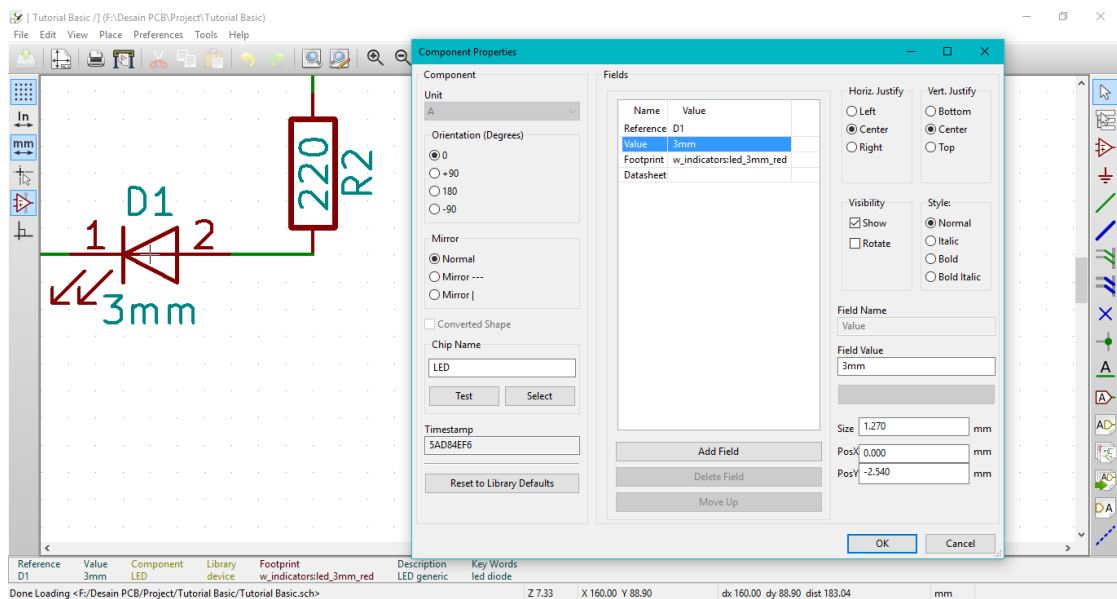 [ Tutorial Basic /] (F:\Desain PCB\Project\Tutorial Basic)
File Edit View Place Preferences Tools Help
In
mm
D1
1 2
3mm
220
R2
Component Properties
Component
Unit
A
Orientation (Degrees)
0
+90
180
-90
Mirror
Normal
Mirror ---
Mirror |
Converted Shape
Chip Name
LED
Test Select
Timestamp
5AD84EF6
Reset to Library Defaults
Fields
Name Value
Reference D1
Value 3mm
Footprint w_indicators:led_3mm_red
Datasheet
Add Field
Delete Field
Move Up
Horiz. Justify Vert. Justify
Left Bottom
Center Center
Right Top
Visibility Style:
Show Normal
Rotate Italic
Bold
Bold Italic
Field Name
Value
Field Value
3mm
Size 1.270 mm
PosX 0.000 mm
PosY -2.540 mm
OK Cancel
A
A
AD
AD
DA
Reference Value Component Library Footprint Description Key Words
D1 3mm LED device w_indicators:led_3mm_red LED generic led diode
Done Loading <F:/Desain PCB/Project/Tutorial Basic/Tutorial Basic.sch> Z 7.33 X 160.00 Y 88.90 dx 160.00 dy 88.90 dist 183.04 mm